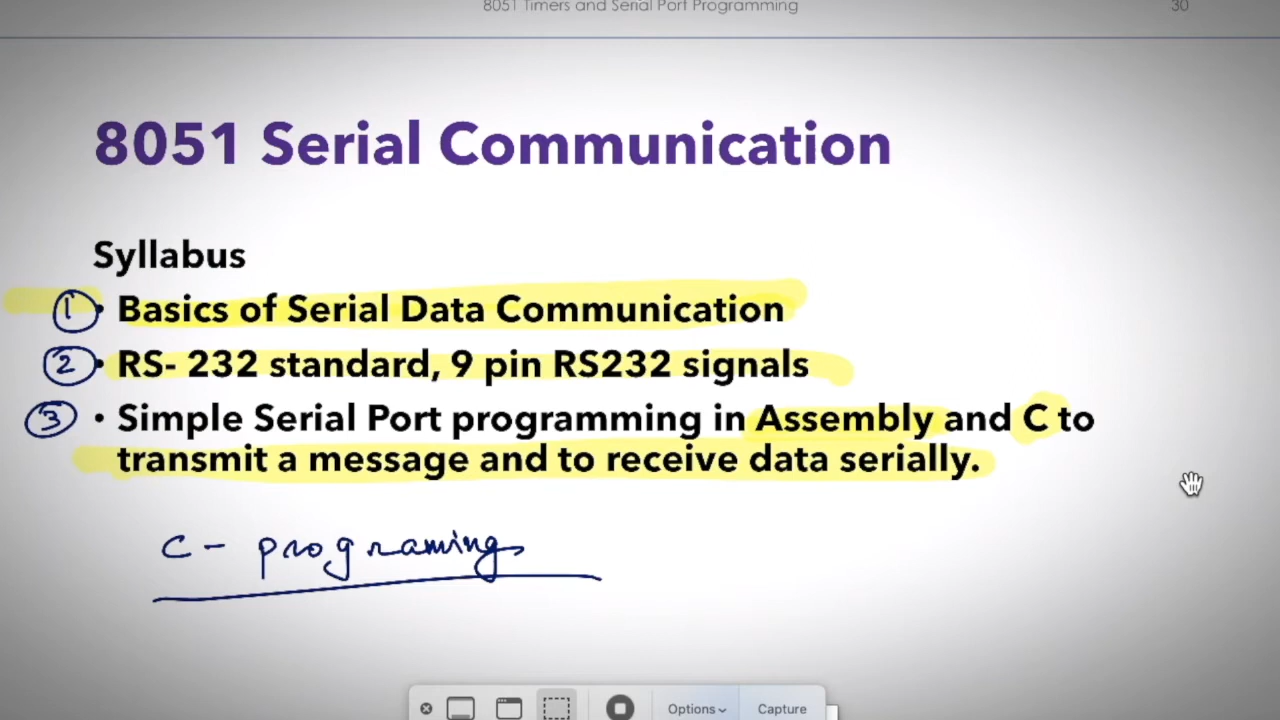 8051 Timers and Serial Port Programming 30
8051 Serial Communication
Syllabus
1 • Basics of Serial Data Communication
2 • RS- 232 standard, 9 pin RS232 signals
3 • Simple Serial Port programming in Assembly and C to
transmit a message and to receive data serially.
C - programing
Options Capture